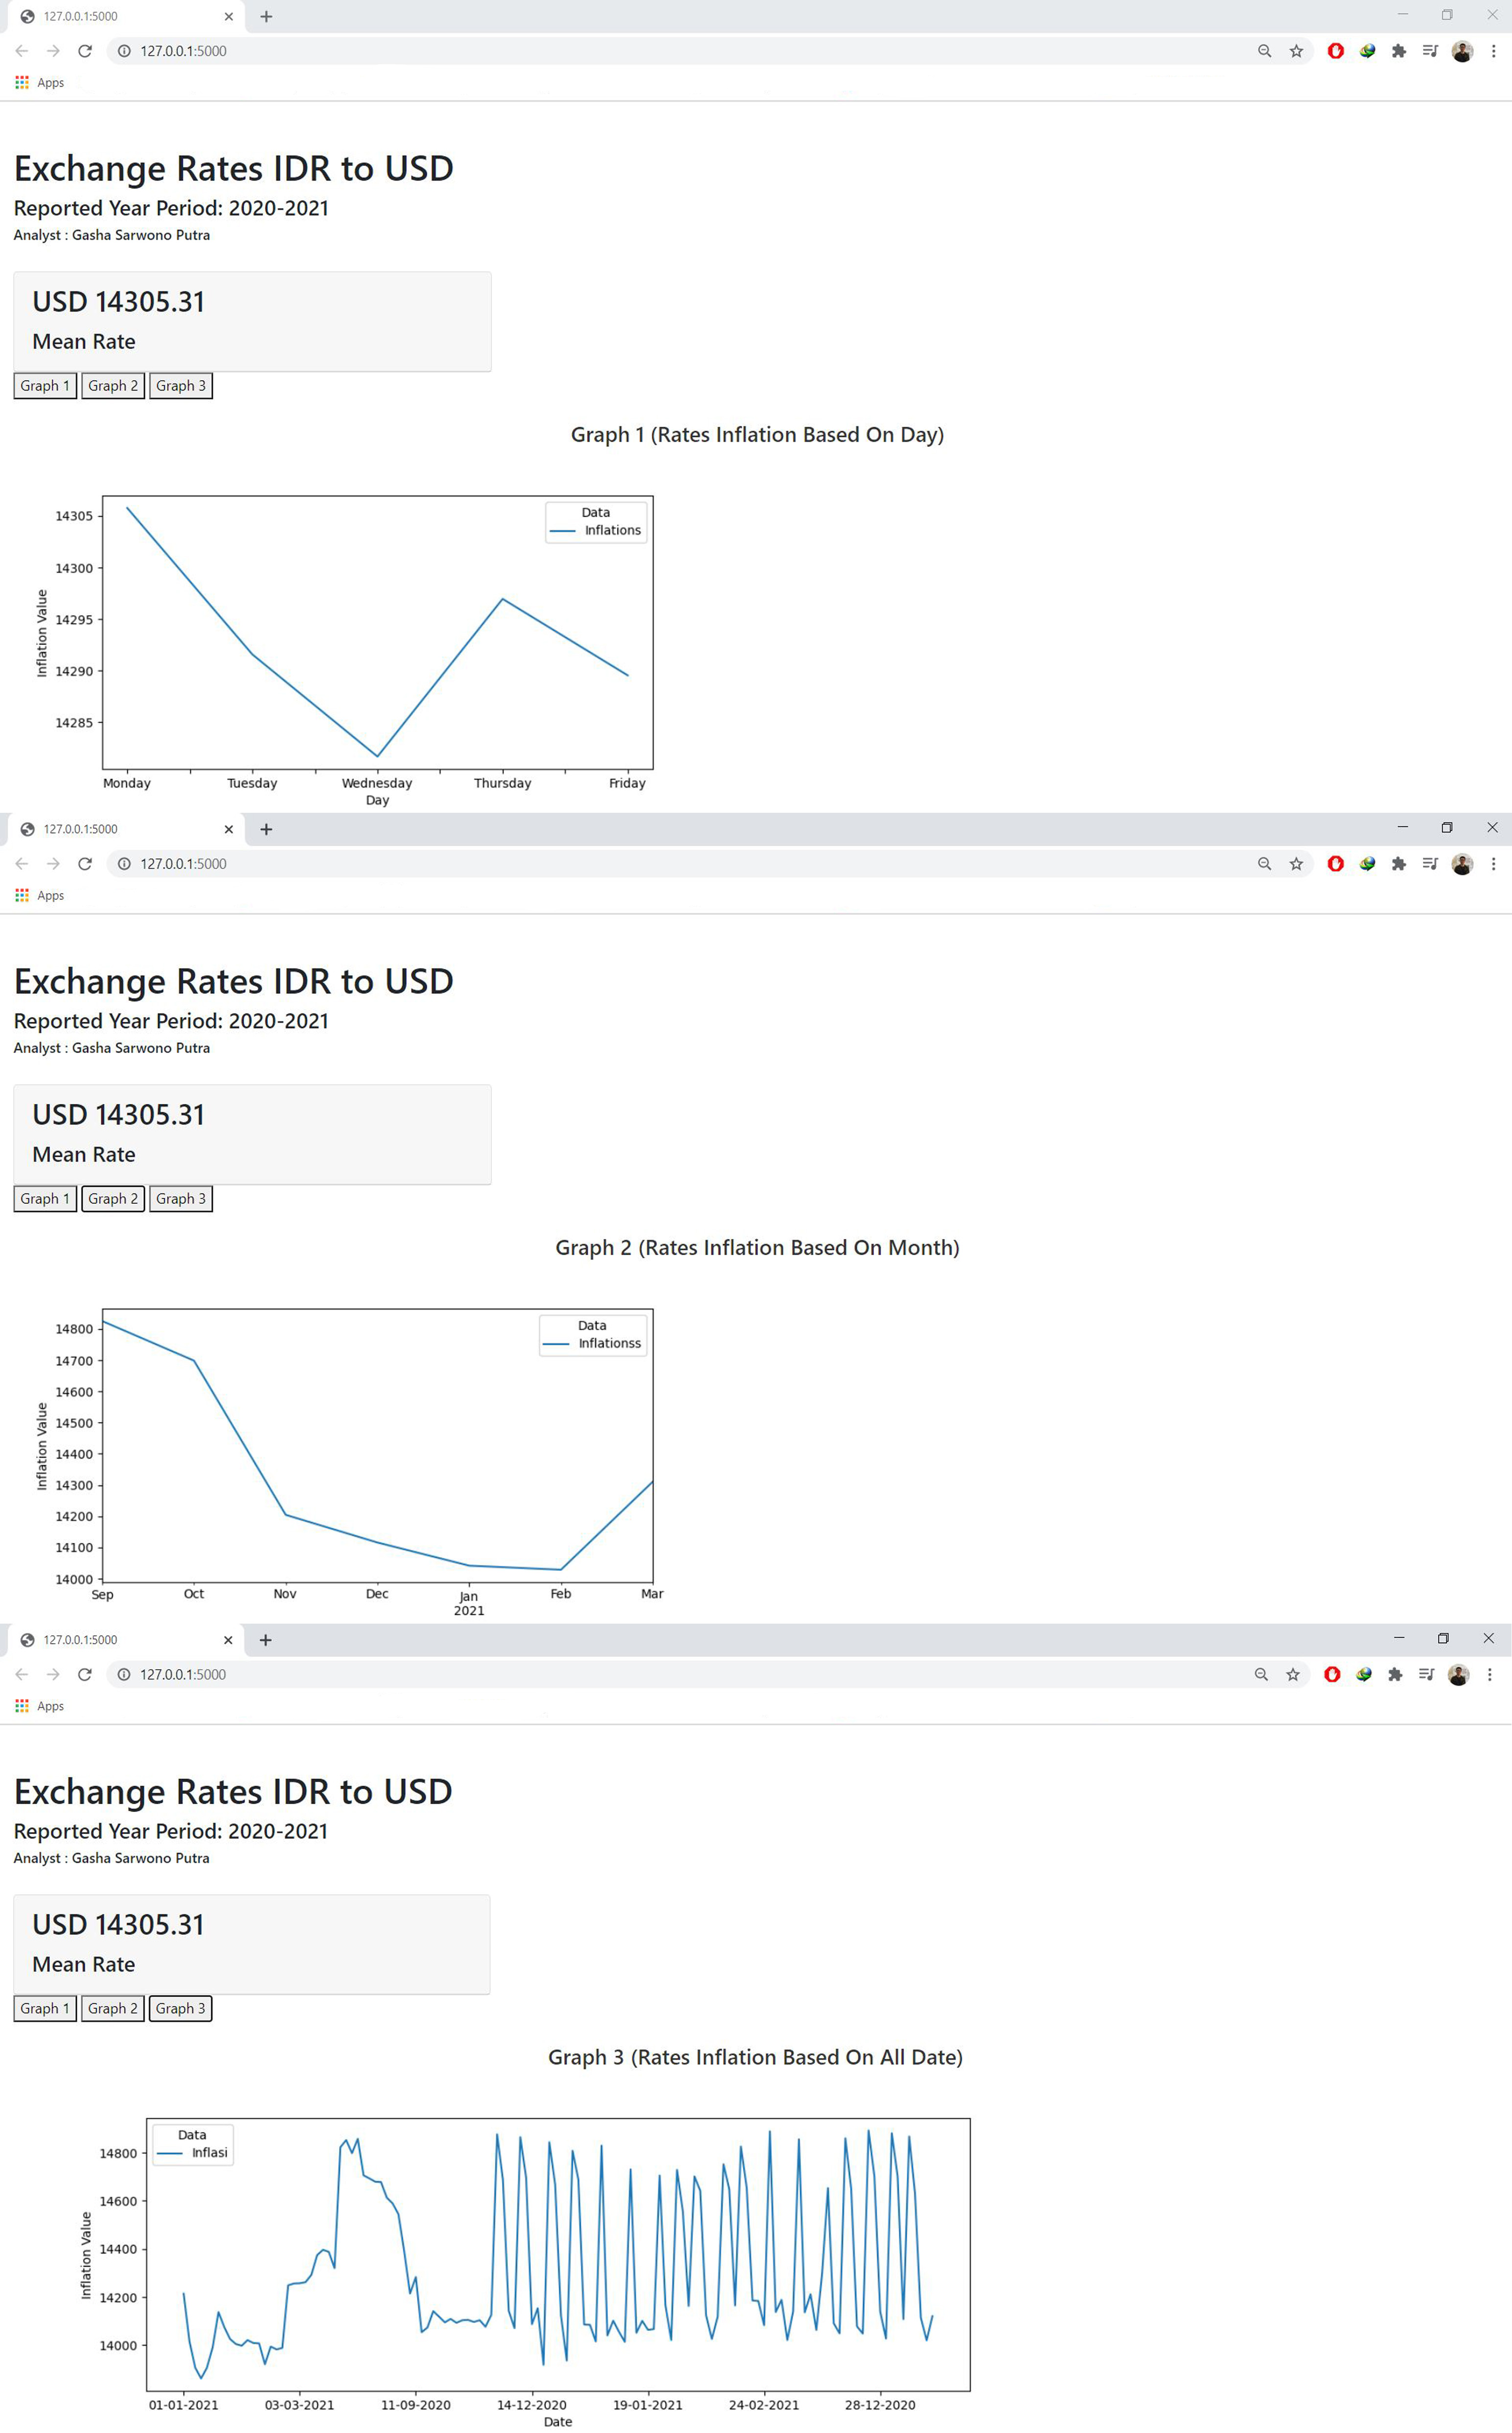 127.0.0.1:5000
127.0.0.1:5000
Apps
Exchange Rates IDR to USD
Reported Year Period: 2020-2021
Analyst : Gasha Sarwono Putra
USD 14305.31
Mean Rate
Graph 1 Graph 2 Graph 3
Graph 1 (Rates Inflation Based On Day)
Data
Inflations
14305
14300
14295
14290
14285
Inflation Value
Monday Tuesday Wednesday Thursday Friday
Day
127.0.0.1:5000
127.0.0.1:5000
Apps
Exchange Rates IDR to USD
Reported Year Period: 2020-2021
Analyst : Gasha Sarwono Putra
USD 14305.31
Mean Rate
Graph 1 Graph 2 Graph 3
Graph 2 (Rates Inflation Based On Month)
Data
Inflationss
14800
14700
14600
14500
14400
14300
14200
14100
14000
Inflation Value
Sep Oct Nov Dec Jan Feb Mar
2021
127.0.0.1:5000
127.0.0.1:5000
Apps
Exchange Rates IDR to USD
Reported Year Period: 2020-2021
Analyst : Gasha Sarwono Putra
USD 14305.31
Mean Rate
Graph 1 Graph 2 Graph 3
Graph 3 (Rates Inflation Based On All Date)
Data
Inflasi
14800
14600
14400
14200
14000
Inflation Value
01-01-2021 03-03-2021 11-09-2020 14-12-2020 19-01-2021 24-02-2021 28-12-2020
Date